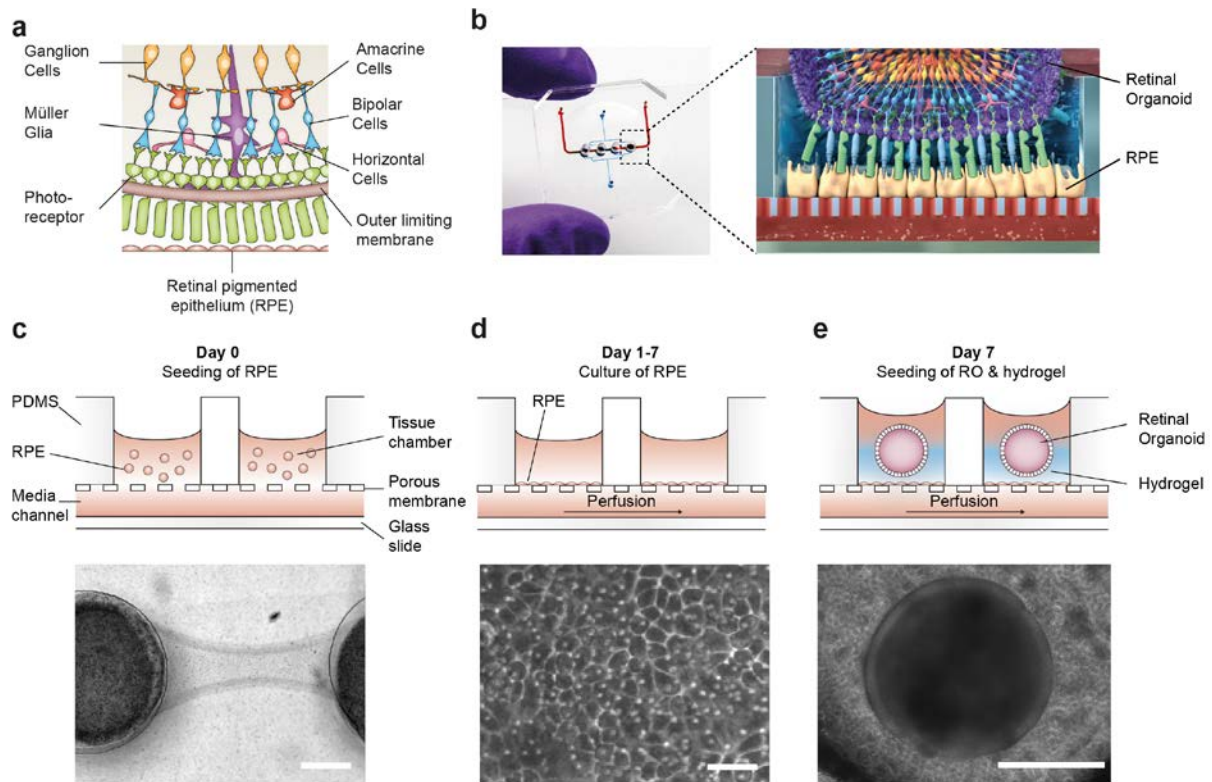 a
Ganglion
Cells
Müller
Glia
Photo-
receptor
Amacrine
Cells
Bipolar
Cells
Horizontal
Cells
Outer limiting
membrane
Retinal pigmented
epithelium (RPE)
b
Retinal
Organoid
RPE
c
Day 0
Seeding of RPE
PDMS
RPE
Media
channel
Tissue
chamber
Porous
membrane
Glass
slide
d
Day 1-7
Culture of RPE
RPE
Perfusion
e
Day 7
Seeding of RO & hydrogel
Retinal
Organoid
Hydrogel
Perfusion